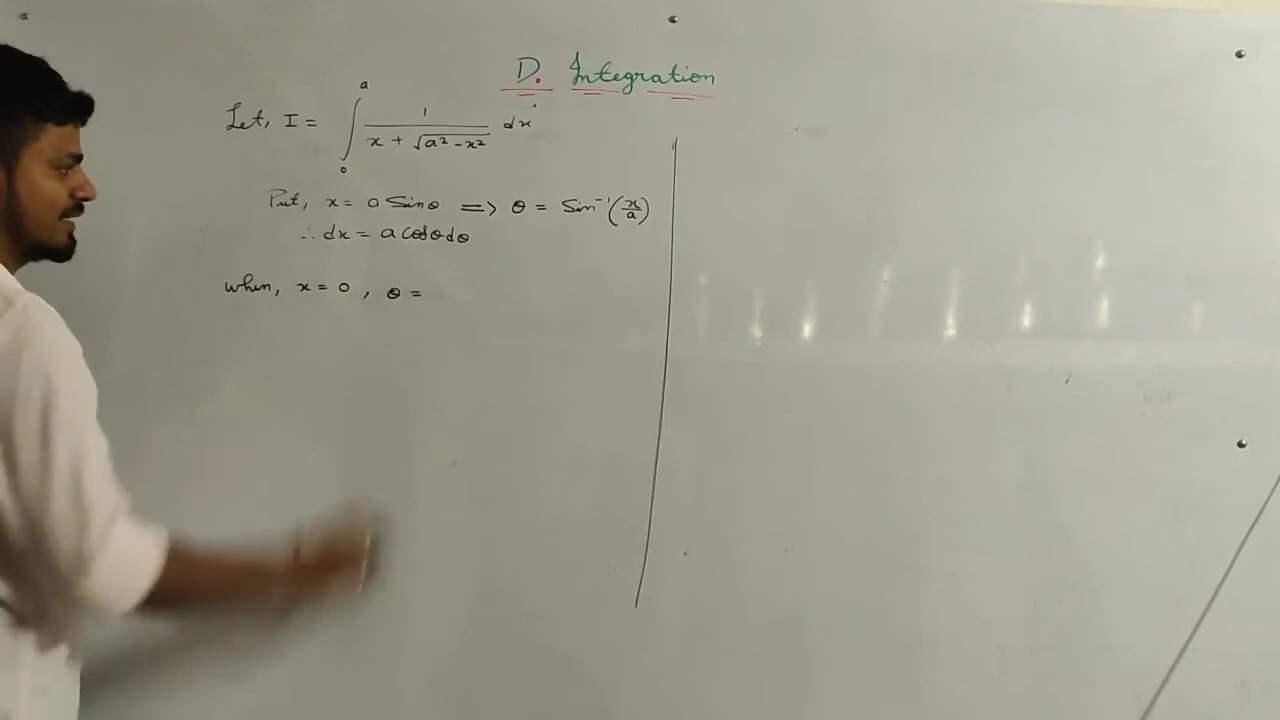 D. Integration
Let, I = ∫₀ᵃ 1/(x + √(a² - x²)) dx
Put, x = a Sinθ ⟹ θ = Sin⁻¹(x/a)
∴ dx = a cosθ dθ
when, x = 0, θ =